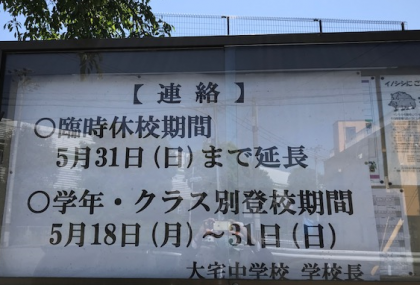 【連絡】
○臨時休校期間
5月31日(日)まで延長
○学年・クラス別登校期間
5月18日(月)～31日(日)
大宅中学校 学校長